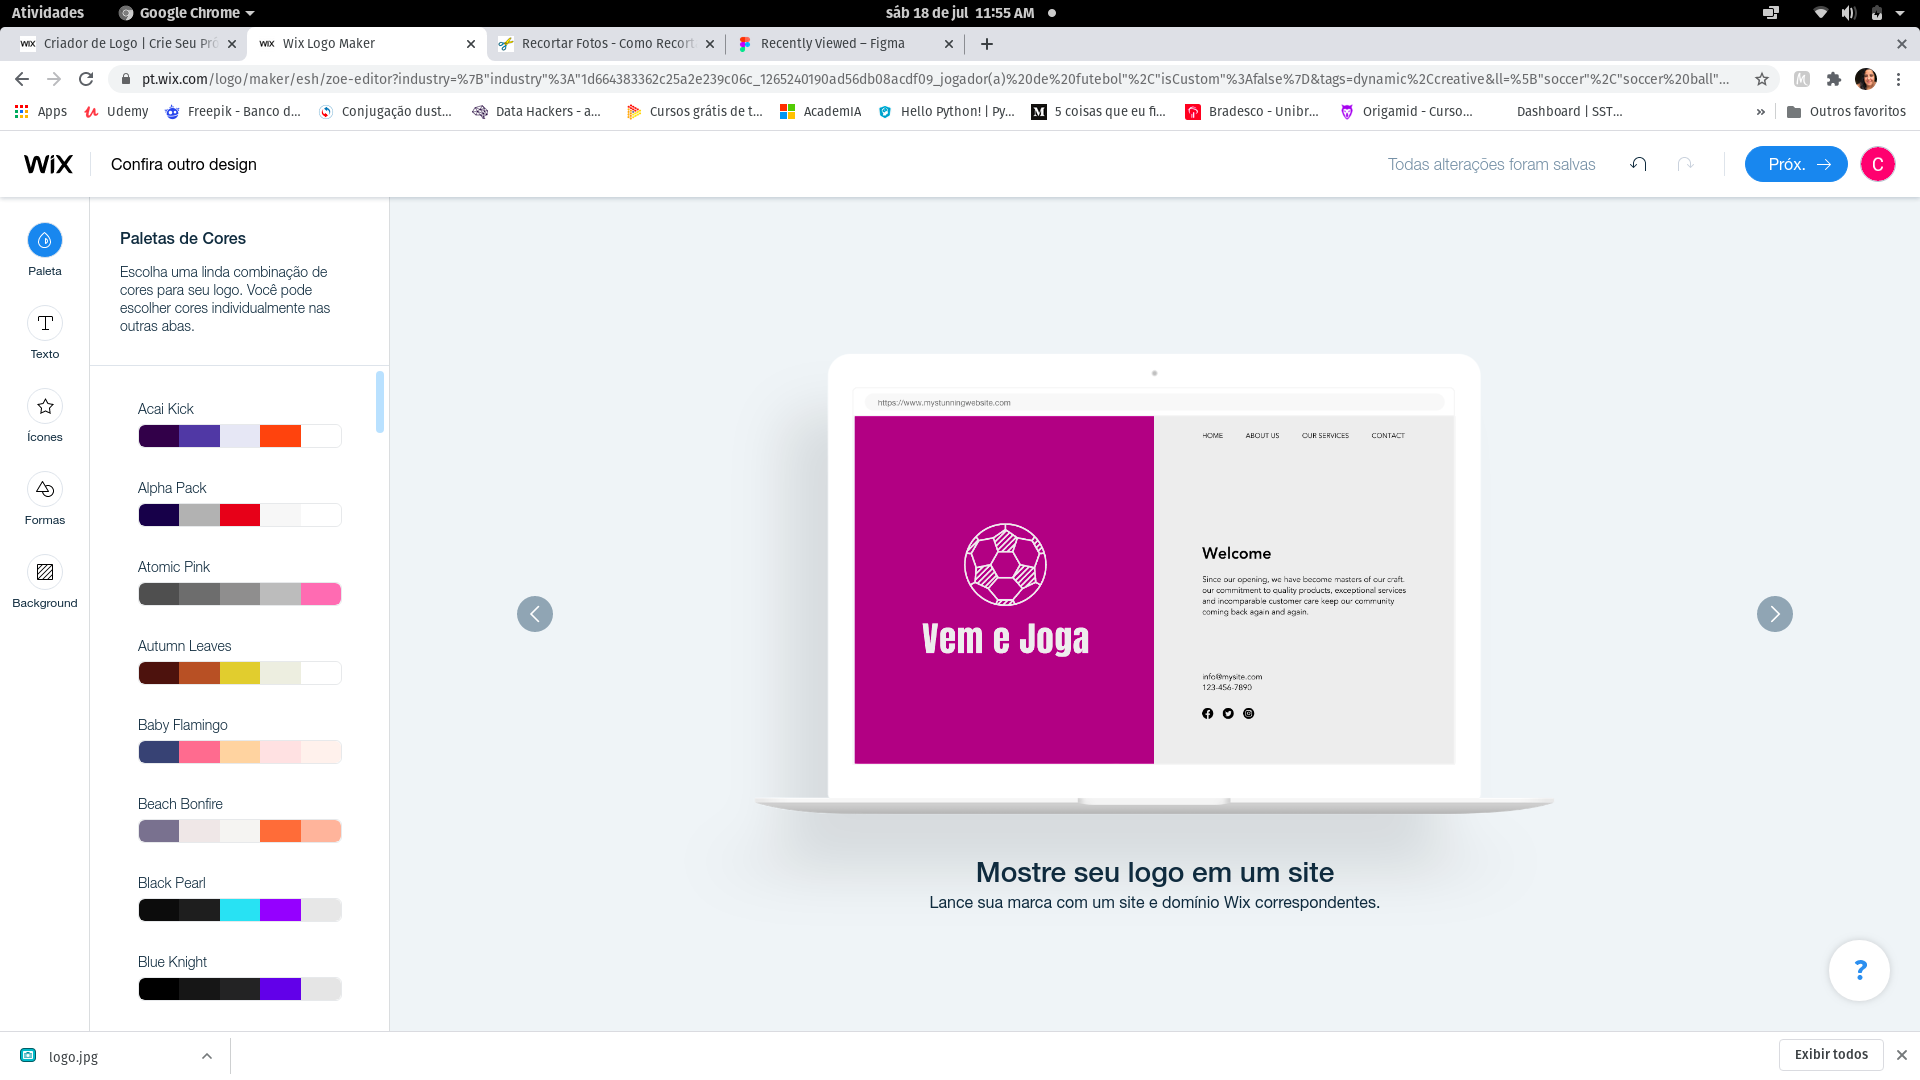 Atividades
Google Chrome
sáb 18 de jul 11:55 AM
WiX Criador de Logo | Crie Seu Pró
WiX Wix Logo Maker
Recortar Fotos - Como Recorta
Recently Viewed – Figma
pt.wix.com/logo/maker/esh/zoe-editor?industry=%7B"industry"%3A"1d664383362c25a2e239c06c_1265240190ad56db08acdf09_jogador(a)%20de%20futebol"%2C"isCustom"%3Afalse%7D&tags=dynamic%2Ccreative&ll=%5B"soccer"%2C"soccer%20ball"...
Apps
Udemy
Freepik - Banco d...
Conjugação dust...
Data Hackers - a...
Cursos grátis de t...
AcademIA
Hello Python! | Py...
M 5 coisas que eu fi...
Bradesco - Unibr...
Origamid - Curso...
Dashboard | SST...
»
Outros favoritos
WiX
Confira outro design
Todas alterações foram salvas
Próx.
C
Paleta
Texto
Ícones
Formas
Background
Paletas de Cores
Escolha uma linda combinação de
cores para seu logo. Você pode
escolher cores individualmente nas
outras abas.
Acai Kick
Alpha Pack
Atomic Pink
Autumn Leaves
Baby Flamingo
Beach Bonfire
Black Pearl
Blue Knight
https://www.mystunningwebsite.com
HOME ABOUT US OUR SERVICES CONTACT
Vem e Joga
Welcome
Since our opening, we have become masters of our craft.
our commitment to quality products, exceptional services
and incomparable customer care keep our community
coming back again and again.
info@mysite.com
123-456-7890
Mostre seu logo em um site
Lance sua marca com um site e domínio Wix correspondentes.
?
logo.jpg
Exibir todos